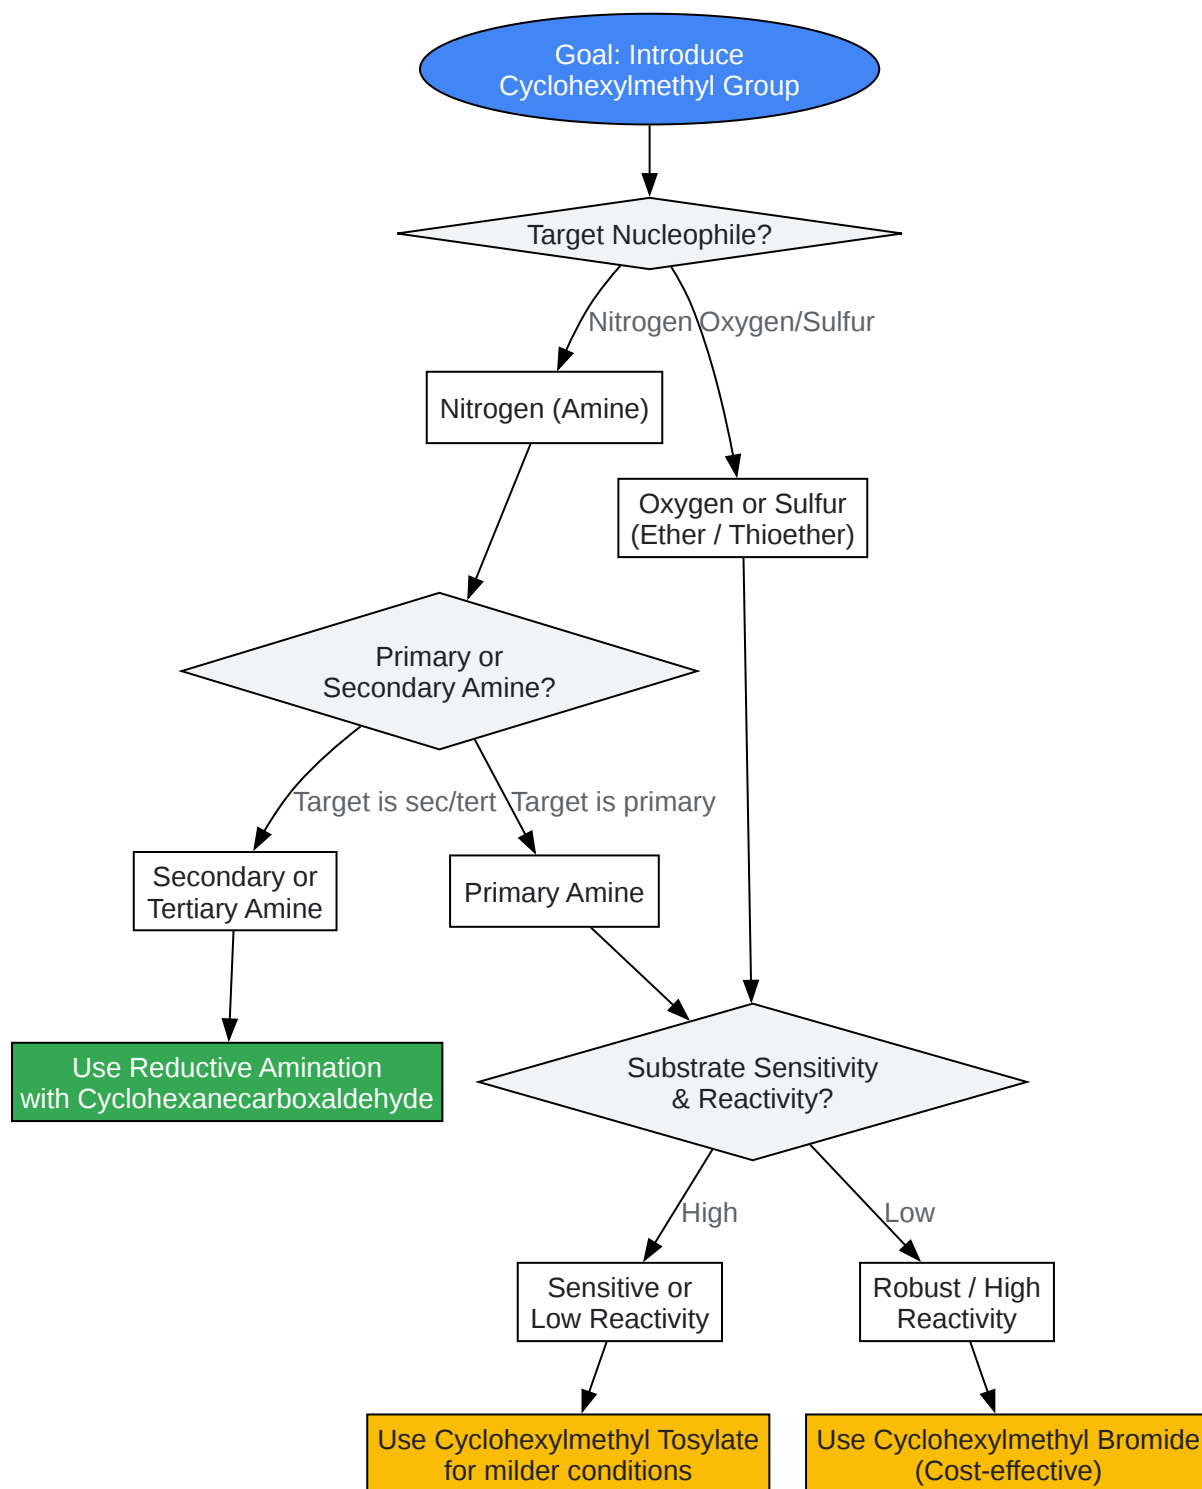 Goal: Introduce
Cyclohexylmethyl Group
Target Nucleophile?
Nitrogen
Oxygen/Sulfur
Nitrogen (Amine)
Oxygen or Sulfur
(Ether / Thioether)
Primary or
Secondary Amine?
Target is sec/tert
Target is primary
Secondary or
Tertiary Amine
Primary Amine
Use Reductive Amination
with Cyclohexanecarboxaldehyde
Substrate Sensitivity
& Reactivity?
High
Low
Sensitive or
Low Reactivity
Robust / High
Reactivity
Use Cyclohexylmethyl Tosylate
for milder conditions
Use Cyclohexylmethyl Bromide
(Cost-effective)